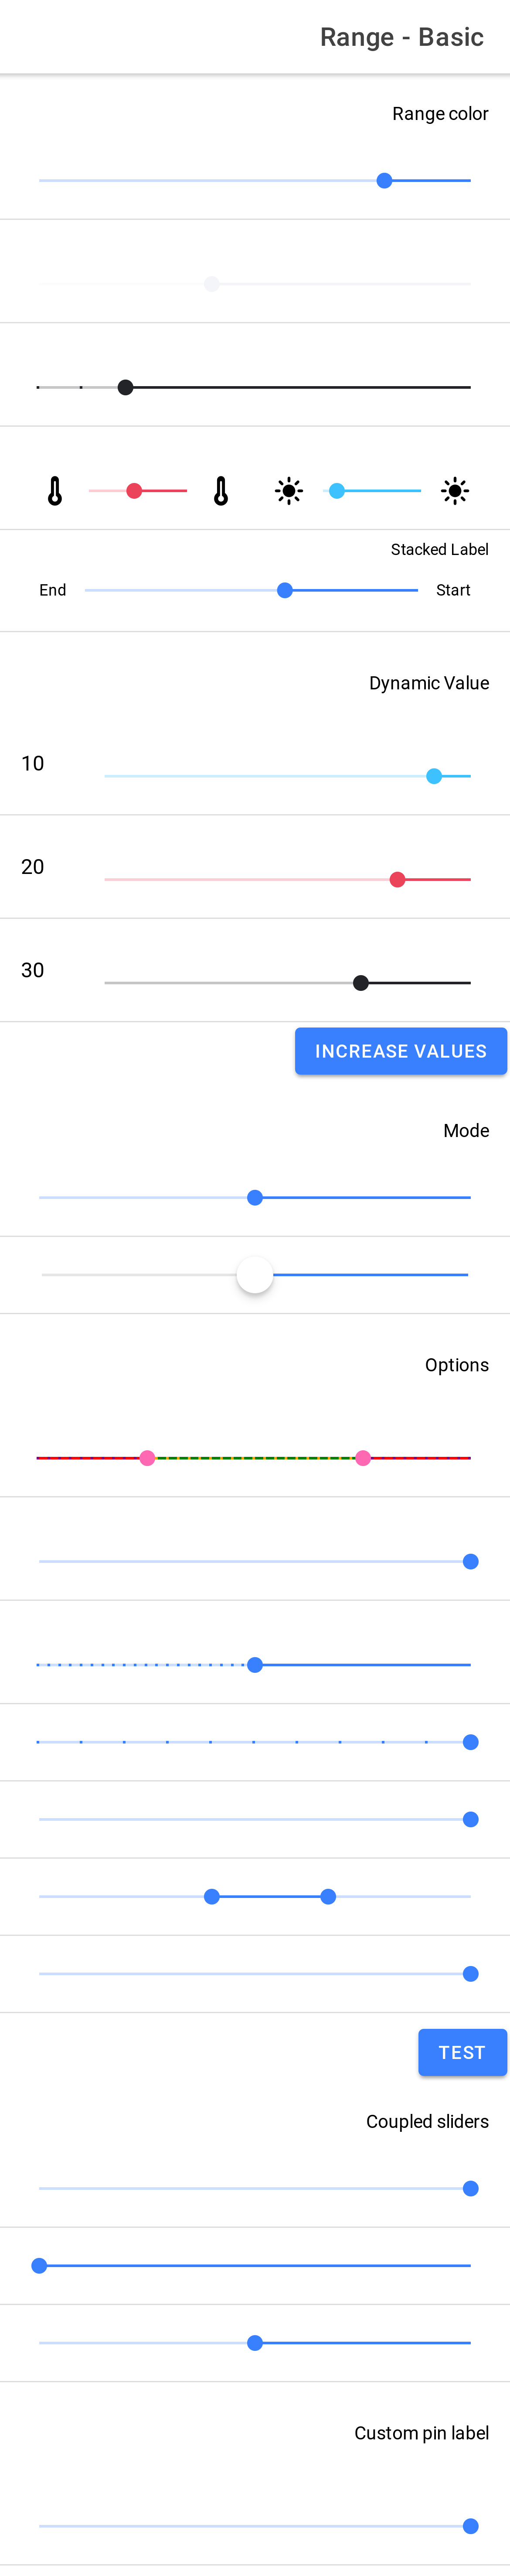 Range - Basic
Range color
Stacked Label
End
Start
Dynamic Value
10
20
30
INCREASE VALUES
Mode
Options
TEST
Coupled sliders
Custom pin label